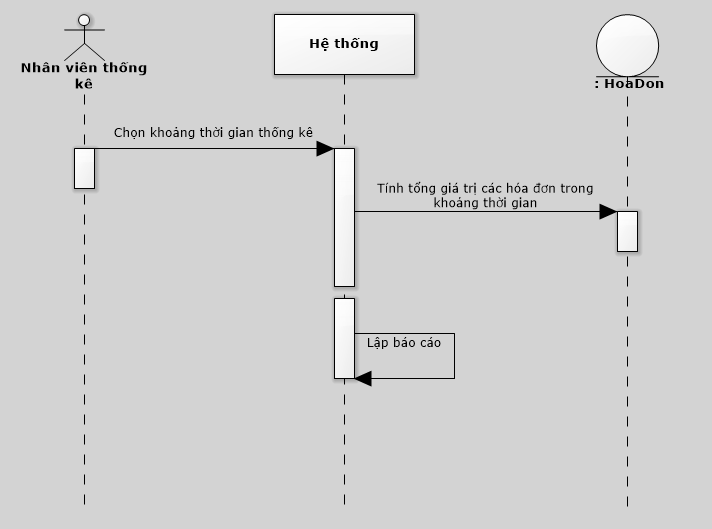 Nhân viên thống
kê
Hệ thống
: HoaDon
Chọn khoảng thời gian thống kê
Tính tổng giá trị các hóa đơn trong
khoảng thời gian
Lập báo cáo